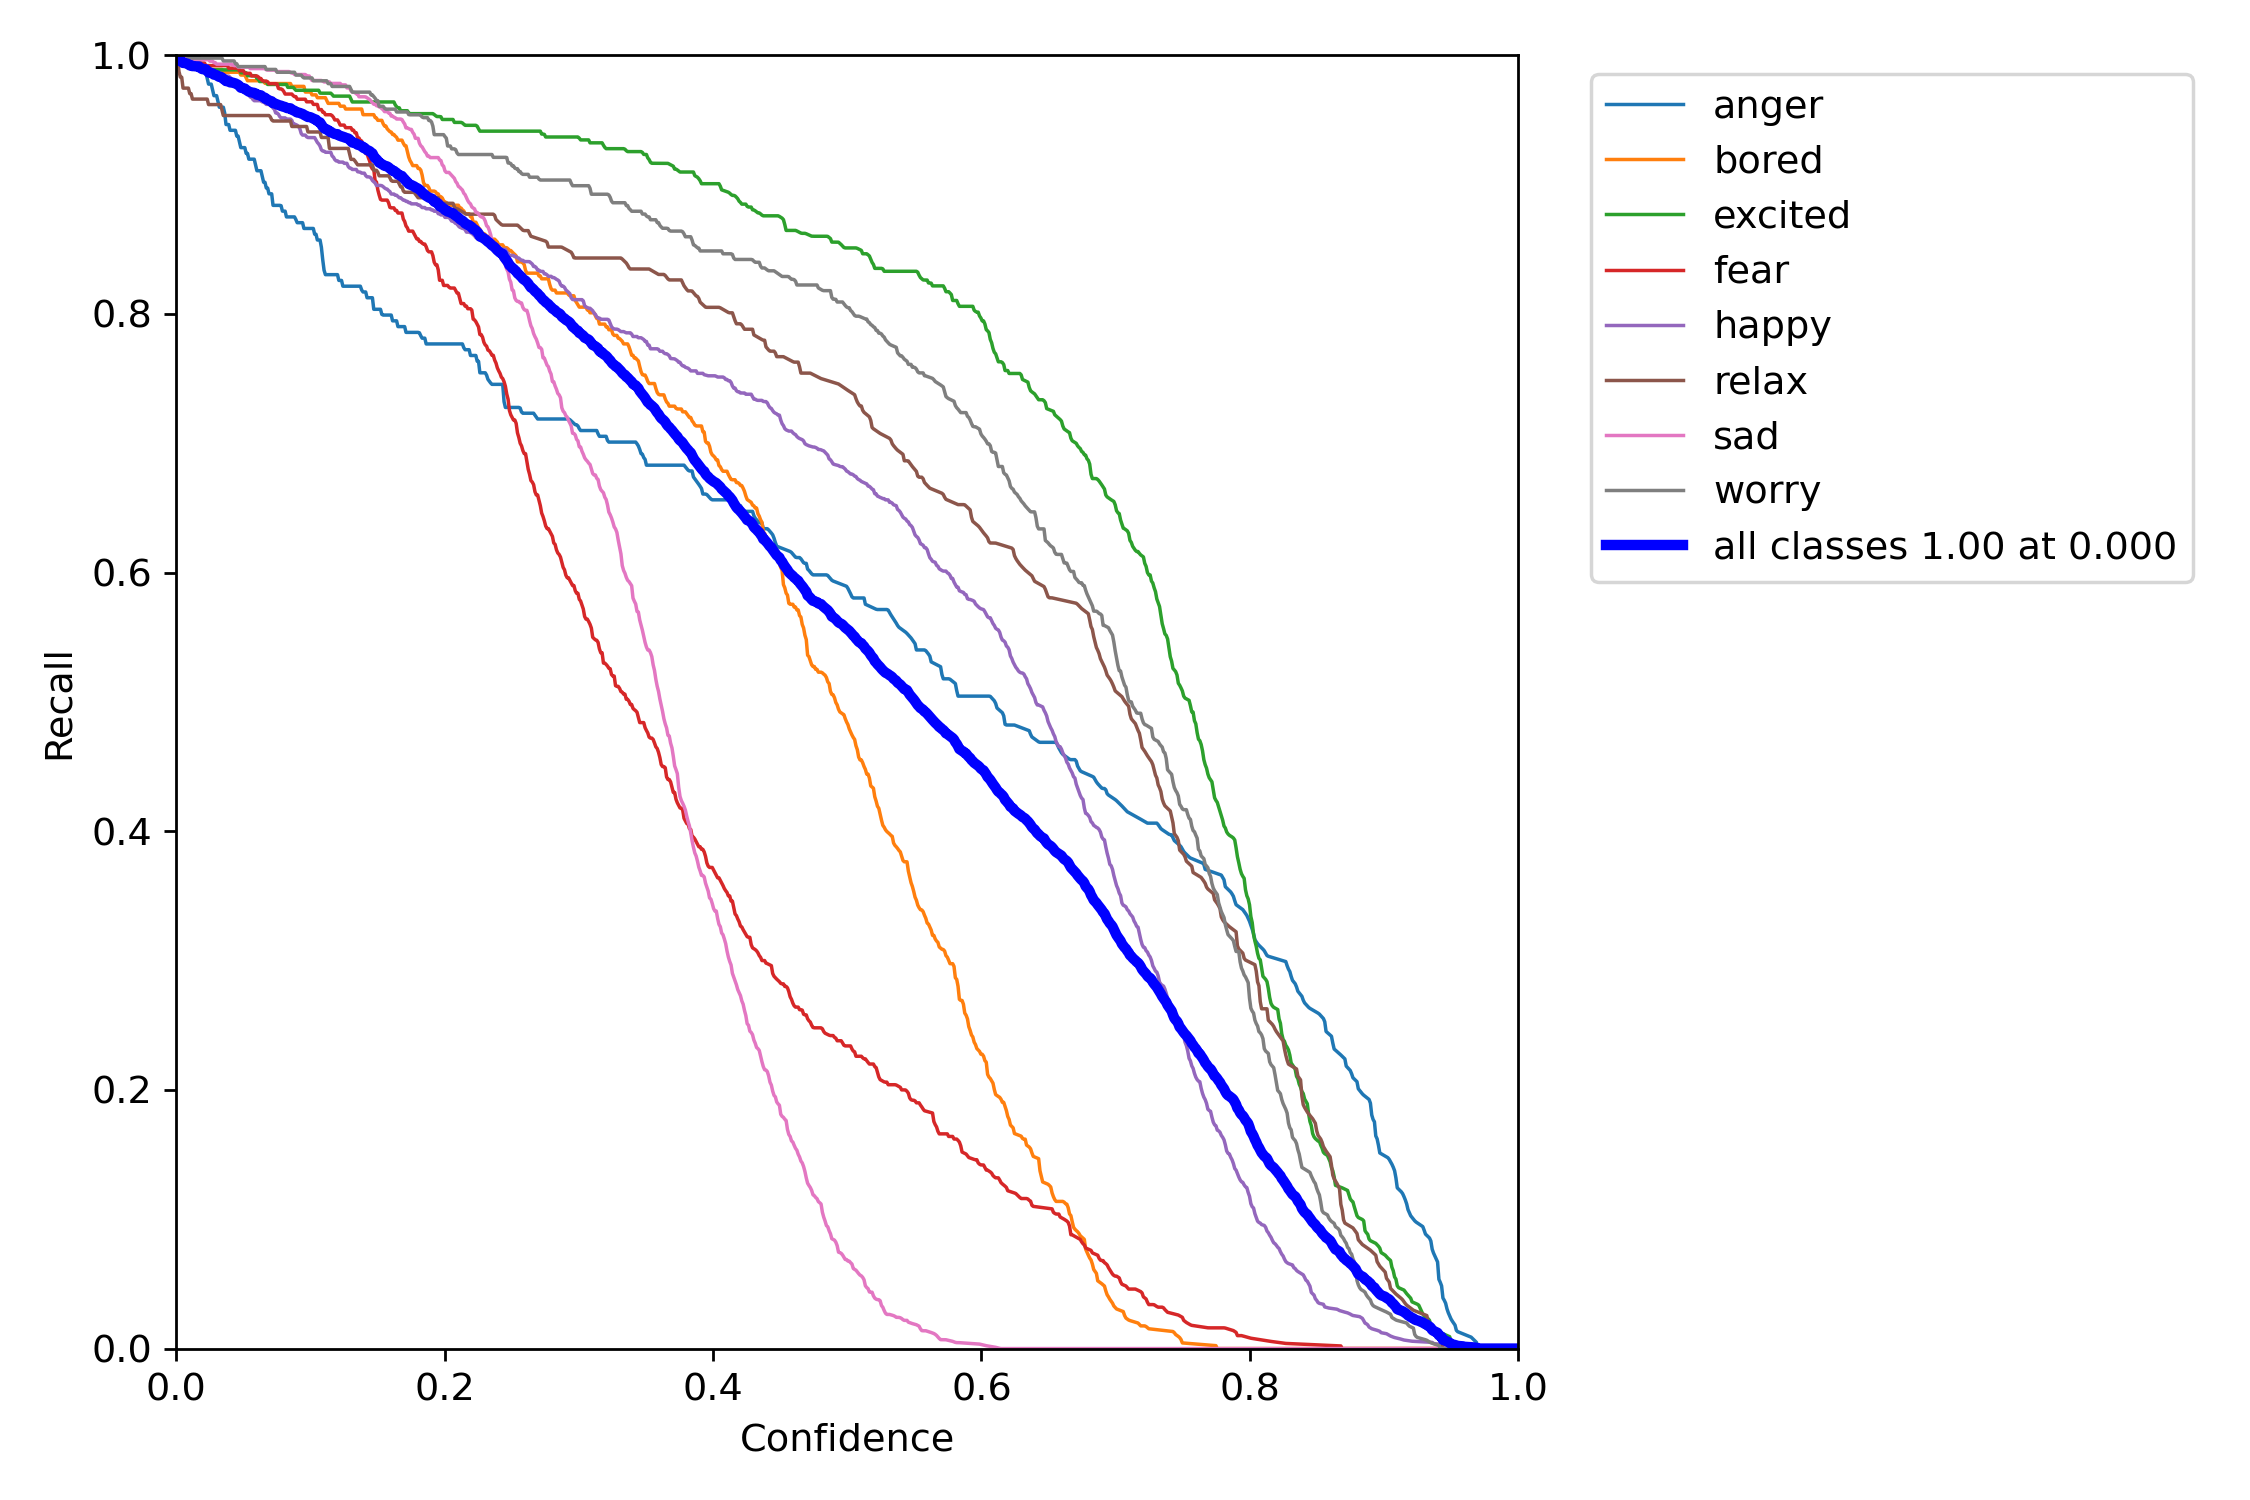 1.0
0.8
0.6
0.4
0.2
0.0
Recall
0.0 0.2 0.4 0.6 0.8 1.0
Confidence
anger
bored
excited
fear
happy
relax
sad
worry
all classes 1.00 at 0.000